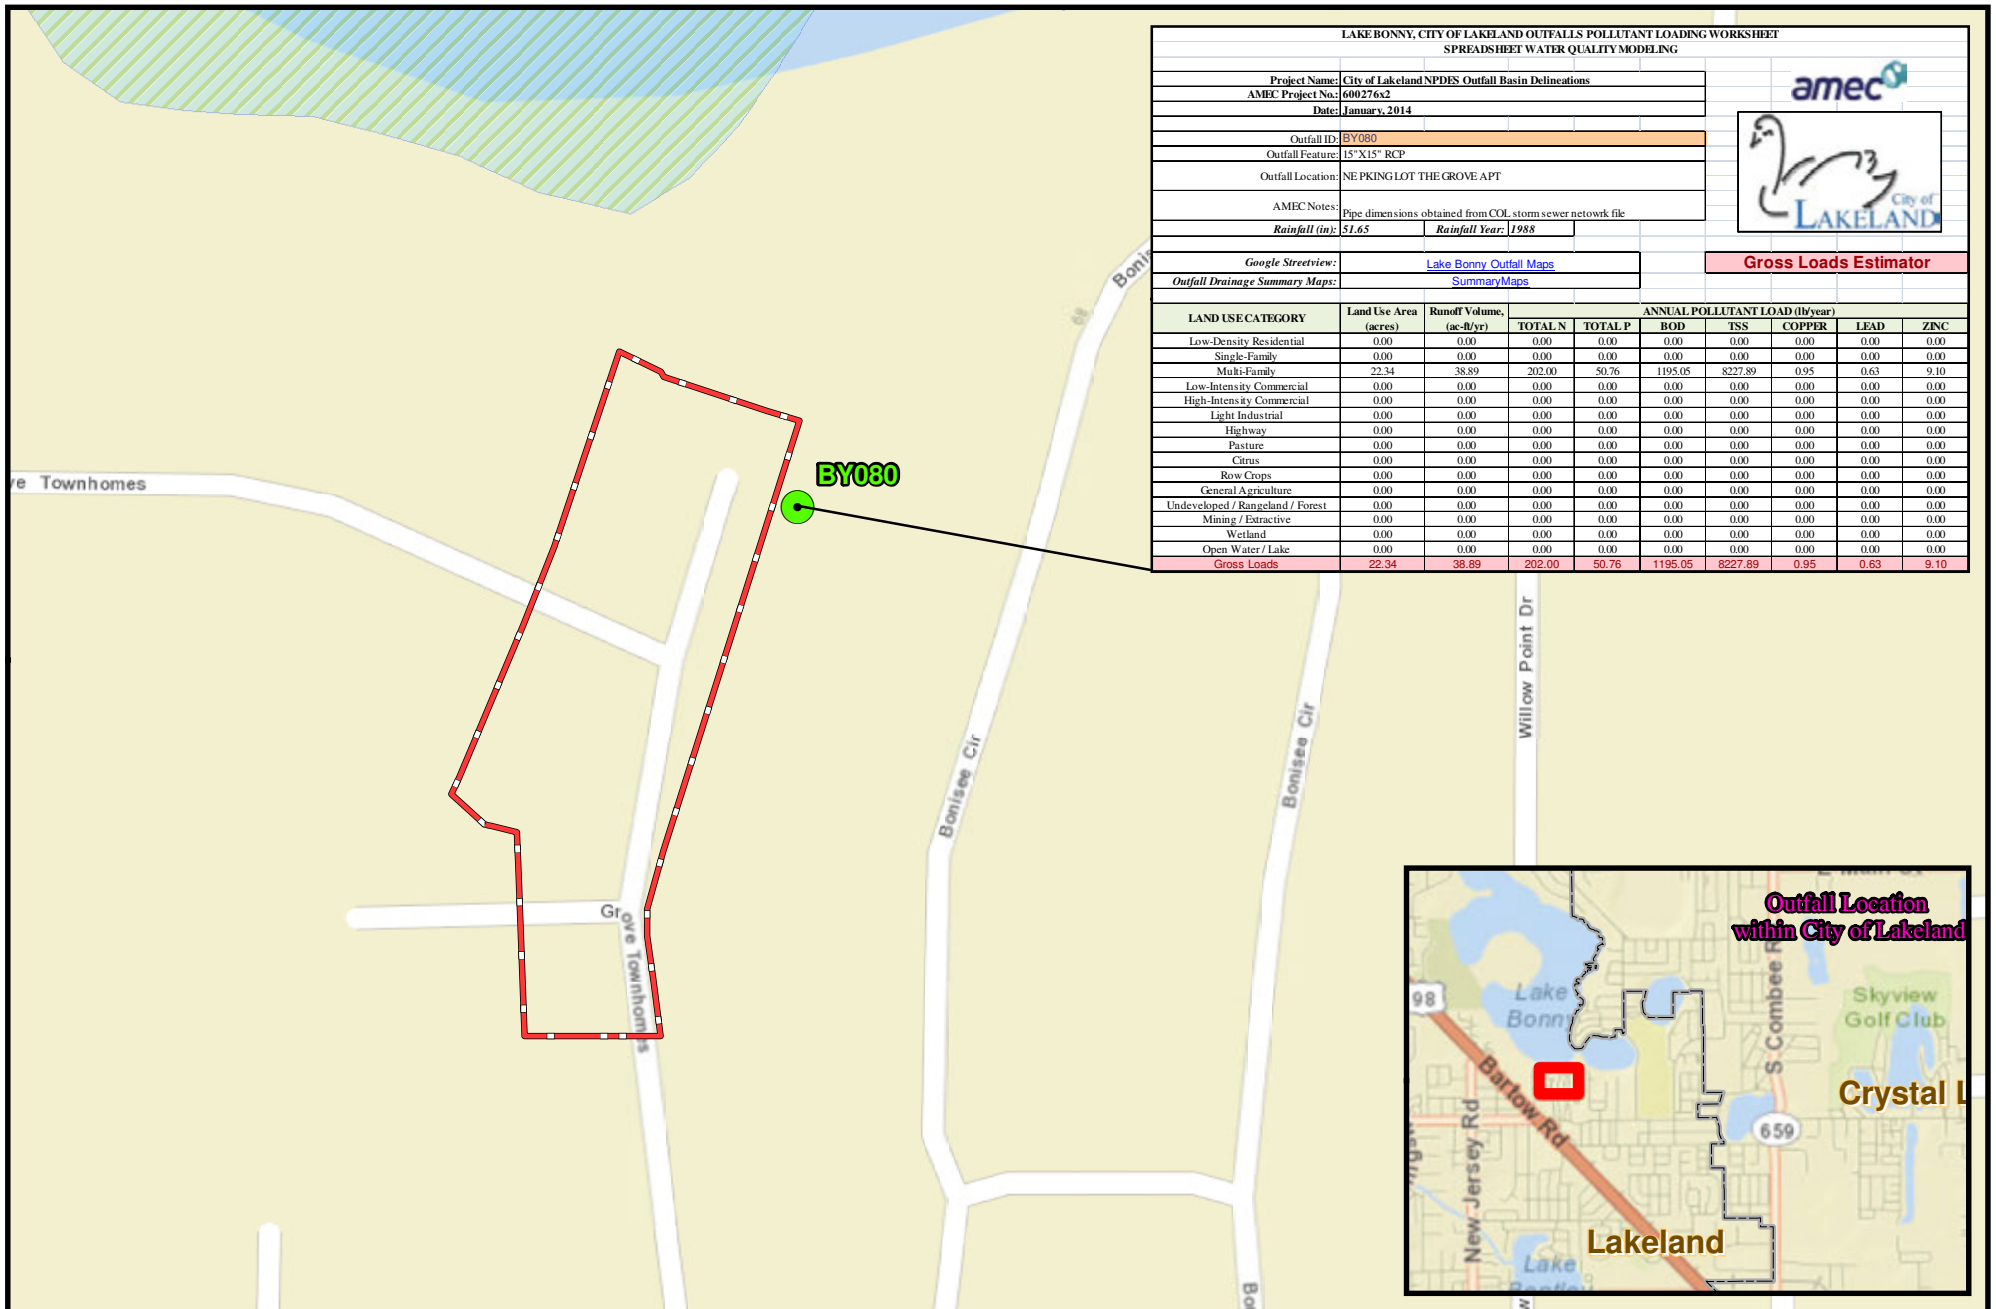 LAKE BONNY, CITY OF LAKELAND OUTFALLS POLLUTANT LOADING WORKSHEET
SPREADSHEET WATER QUALITY MODELING
Project Name: City of Lakeland NPDES Outfall Basin Delineations
AMEC Project No.: 600276x2
Date: January, 2014
amec
Outfall ID: BY080
Outfall Feature: 15"X15" RCP
Outfall Location: NE PKING LOT THE GROVE APT
AMEC Notes: Pipe dimensions obtained from COL storm sewer netowrk file
Rainfall (in): 51.65 Rainfall Year: 1988
City of
LAKELAND
Google Streetview: Lake Bonny Outfall Maps
Gross Loads Estimator
Outfall Drainage Summary Maps: SummaryMaps
LAND USE CATEGORY Land Use Area (acres) Runoff Volume, (ac-ft/yr) ANNUAL POLLUTANT LOAD (lb/year)
TOTAL N TOTAL P BOD TSS COPPER LEAD ZINC
Low-Density Residential 0.00 0.00 0.00 0.00 0.00 0.00 0.00 0.00 0.00
Single-Family 0.00 0.00 0.00 0.00 0.00 0.00 0.00 0.00 0.00
Multi-Family 22.34 38.89 202.00 50.76 1195.05 8227.89 0.95 0.63 9.10
Low-Intensity Commercial 0.00 0.00 0.00 0.00 0.00 0.00 0.00 0.00 0.00
High-Intensity Commercial 0.00 0.00 0.00 0.00 0.00 0.00 0.00 0.00 0.00
Light Industrial 0.00 0.00 0.00 0.00 0.00 0.00 0.00 0.00 0.00
Highway 0.00 0.00 0.00 0.00 0.00 0.00 0.00 0.00 0.00
Pasture 0.00 0.00 0.00 0.00 0.00 0.00 0.00 0.00 0.00
Citrus 0.00 0.00 0.00 0.00 0.00 0.00 0.00 0.00 0.00
Row Crops 0.00 0.00 0.00 0.00 0.00 0.00 0.00 0.00 0.00
General Agriculture 0.00 0.00 0.00 0.00 0.00 0.00 0.00 0.00 0.00
Undeveloped / Rangeland / Forest 0.00 0.00 0.00 0.00 0.00 0.00 0.00 0.00 0.00
Mining / Extractive 0.00 0.00 0.00 0.00 0.00 0.00 0.00 0.00 0.00
Wetland 0.00 0.00 0.00 0.00 0.00 0.00 0.00 0.00 0.00
Open Water / Lake 0.00 0.00 0.00 0.00 0.00 0.00 0.00 0.00 0.00
Gross Loads 22.34 38.89 202.00 50.76 1195.05 8227.89 0.95 0.63 9.10
Bonis
BY080
ve Townhomes
Willow Point Dr
Bonisee Cir
Bonisee Cir
Grove Townhomes
Bo
Outfall Location
within City of Lakeland
98
Lake
Bonny
Bartow Rd
New Jersey Rd
S Combee R
Skyview
Golf Club
Crystal L
659
Lakeland
Lake